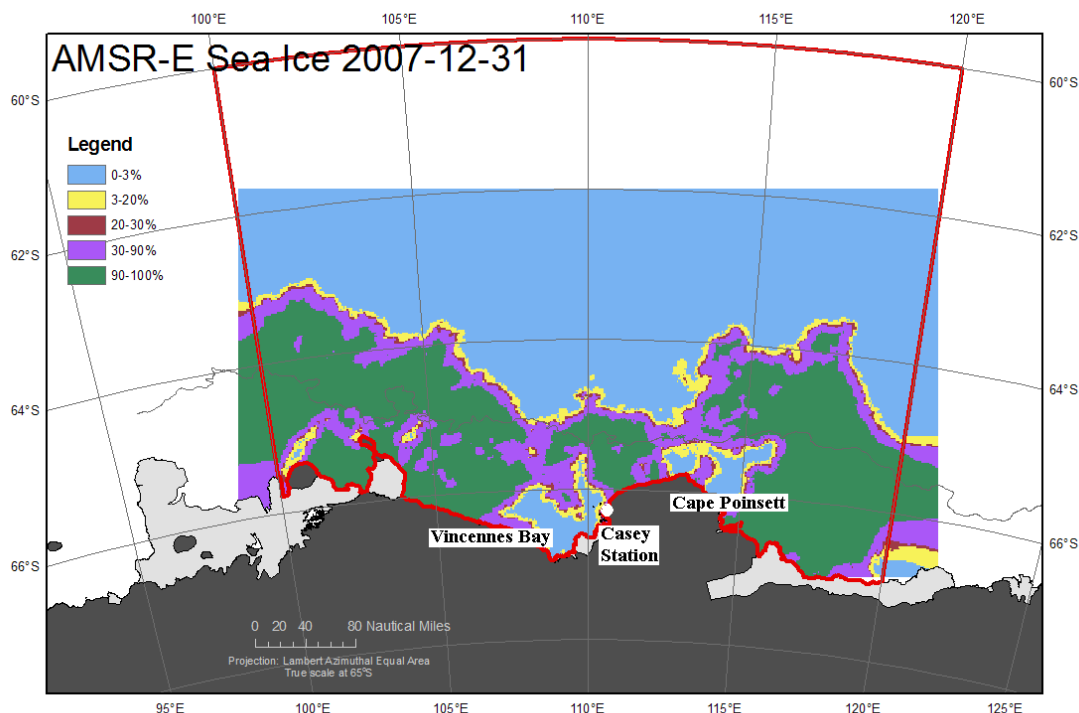 100°E 105°E 110°E 115°E 120°E
AMSR-E Sea Ice 2007-12-31
60°S 60°S
Legend
0-3%
3-20%
20-30%
30-90%
90-100%
62°S 62°S
64°S 64°S
66°S 66°S
Cape Poinsett
Vincennes Bay
Casey
Station
0 20 40 80 Nautical Miles
Projection: Lambert Azimuthal Equal Area
True scale at 65°S
95°E 100°E 105°E 110°E 115°E 120°E 125°E